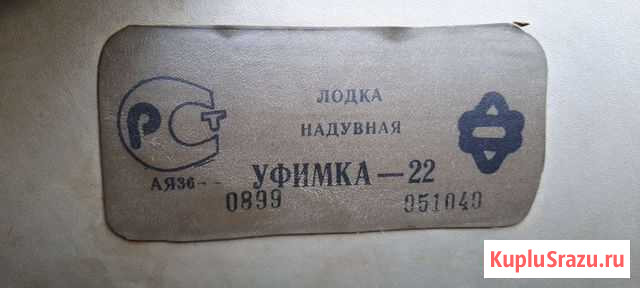 РСТ
ЛОДКА
НАДУВНАЯ
АЯ36--
УФИМКА—22
0899 051040
KupluSrazu.ru